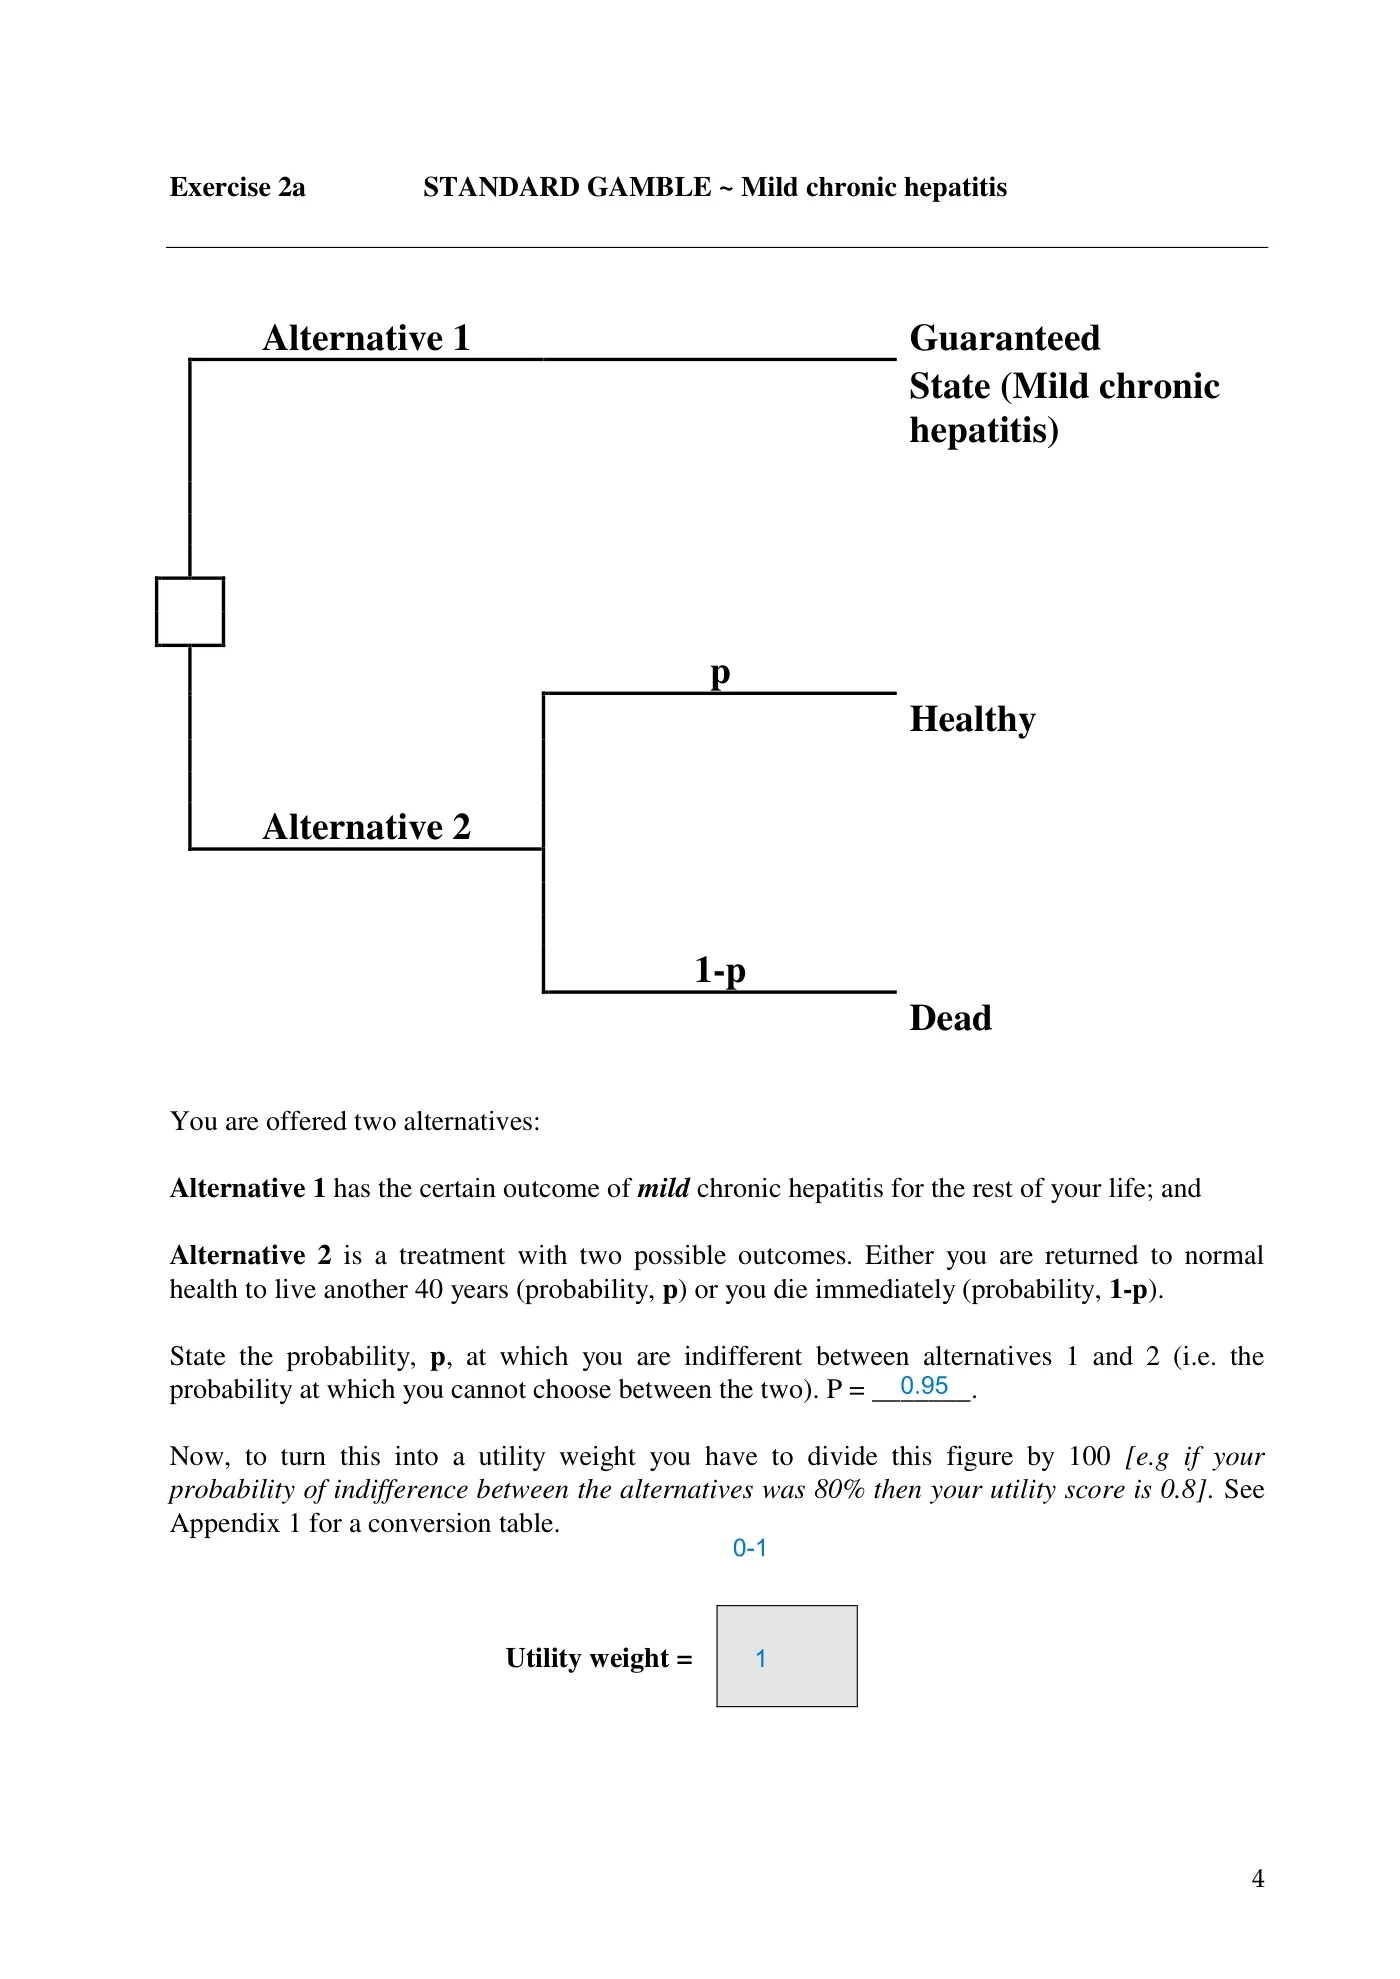 Exercise 2a STANDARD GAMBLE ~ Mild chronic hepatitis
Alternative 1 Guaranteed
State (Mild chronic
hepatitis)
p
Healthy
Alternative 2
1-p
Dead
You are offered two alternatives:
Alternative 1 has the certain outcome of mild chronic hepatitis for the rest of your life; and
Alternative 2 is a treatment with two possible outcomes. Either you are returned to normal
health to live another 40 years (probability, p) or you die immediately (probability, 1-p).
State the probability, p, at which you are indifferent between alternatives 1 and 2 (i.e. the
probability at which you cannot choose between the two). P = 0.95.
Now, to turn this into a utility weight you have to divide this figure by 100 [e.g if your
probability of indifference between the alternatives was 80% then your utility score is 0.8]. See
Appendix 1 for a conversion table.
0-1
Utility weight = 1
4